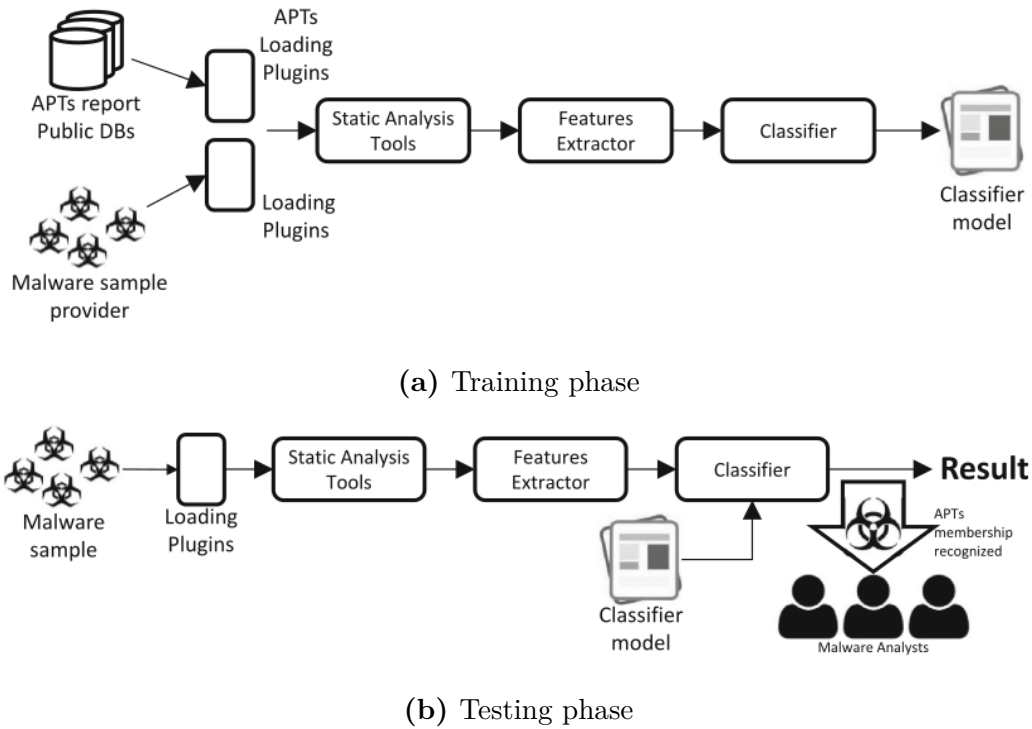 APTs
Loading
Plugins
APTs report
Public DBs
Static Analysis
Tools
Features
Extractor
Classifier
Classifier
model
Loading
Plugins
Malware sample
provider
(a) Training phase
Malware
sample
Loading
Plugins
Static Analysis
Tools
Features
Extractor
Classifier
Result
APTs
membership
recognized
Classifier
model
Malware Analysts
(b) Testing phase